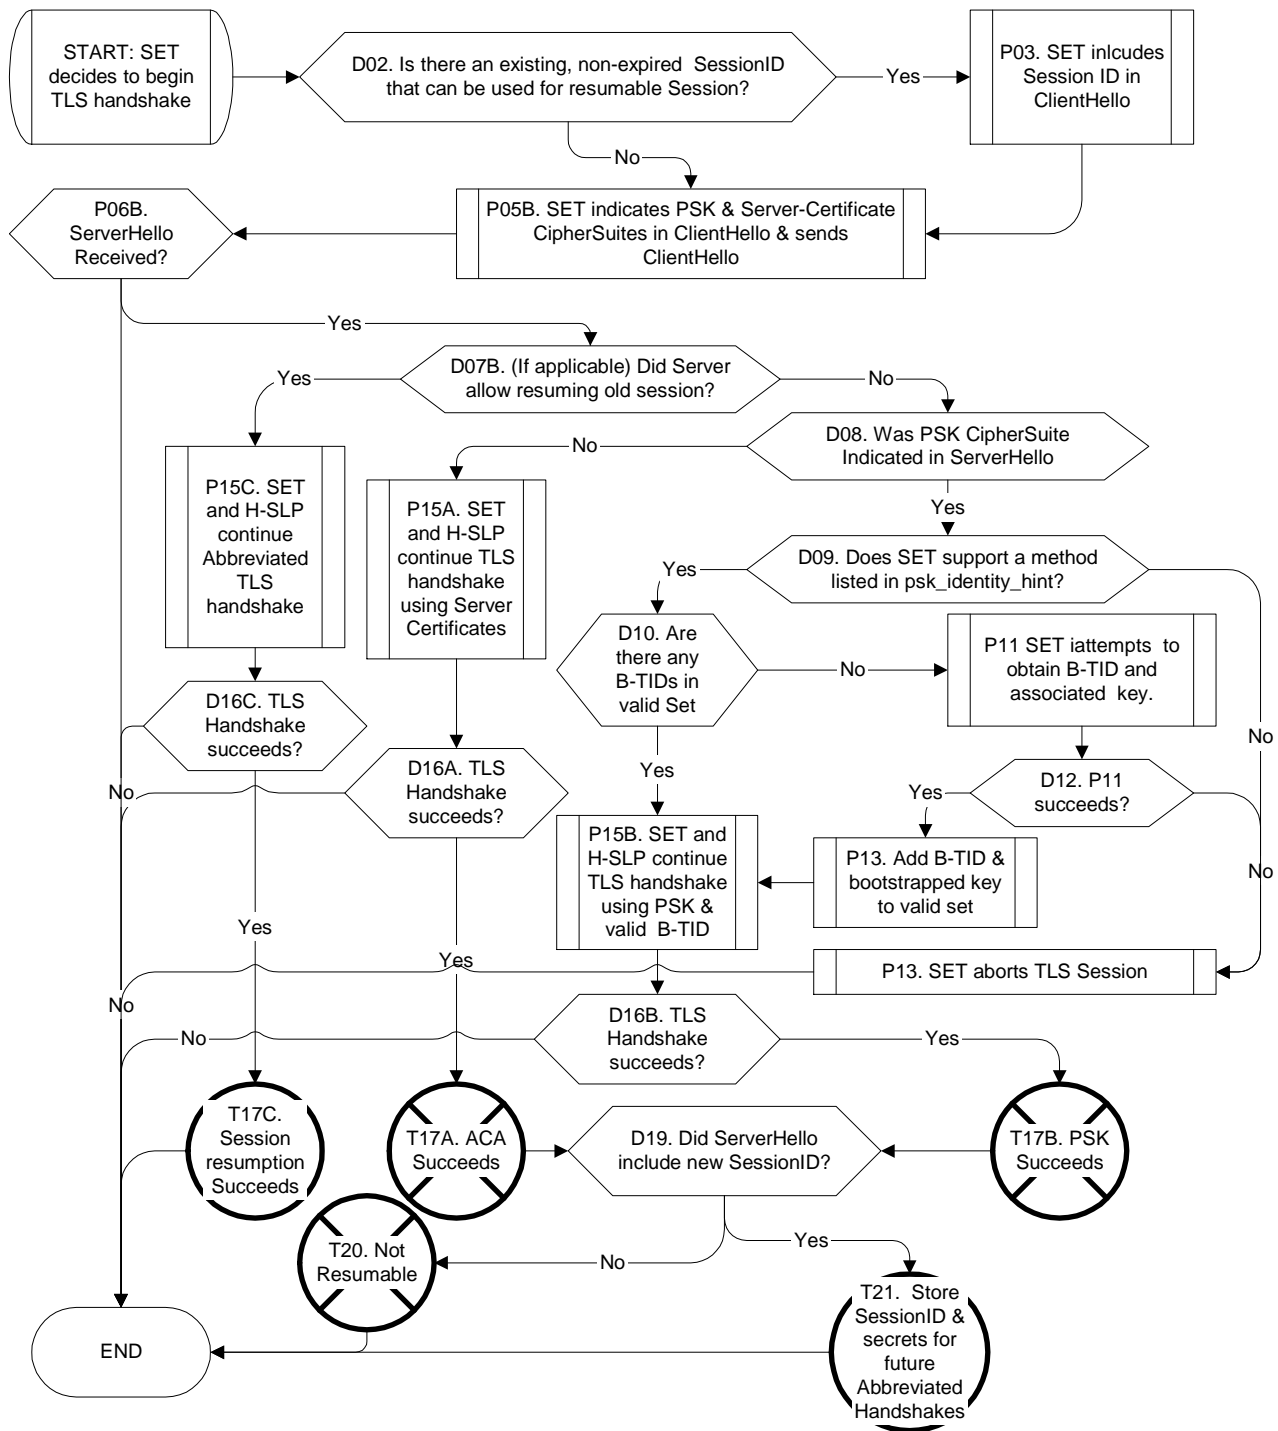 START: SET
decides to begin
TLS handshake
D02. Is there an existing, non-expired SessionID
that can be used for resumable Session?
Yes
P03. SET inlcudes
Session ID in
ClientHello
No
P06B.
ServerHello
Received?
P05B. SET indicates PSK & Server-Certificate
CipherSuites in ClientHello & sends
ClientHello
Yes
D07B. (If applicable) Did Server
allow resuming old session?
Yes
No
D08. Was PSK CipherSuite
Indicated in ServerHello
No
Yes
P15C. SET
and H-SLP
continue
Abbreviated
TLS
handshake
P15A. SET
and H-SLP
continue TLS
handshake
using Server
Certificates
D09. Does SET support a method
listed in psk_identity_hint?
Yes
D10. Are
there any
B-TIDs in
valid Set
No
P11 SET iattempts to
obtain B-TID and
associated key.
No
D16C. TLS
Handshake
succeeds?
D16A. TLS
Handshake
succeeds?
Yes
D12. P11
succeeds?
No
Yes
P15B. SET and
H-SLP continue
TLS handshake
using PSK &
valid B-TID
P13. Add B-TID &
bootstrapped key
to valid set
No
Yes
Yes
P13. SET aborts TLS Session
No
D16B. TLS
Handshake
succeeds?
No
Yes
T17C.
Session
resumption
Succeeds
T17A. ACA
Succeeds
D19. Did ServerHello
include new SessionID?
T17B. PSK
Succeeds
T20. Not
Resumable
No
Yes
T21. Store
SessionID &
secrets for
future
Abbreviated
Handshakes
END